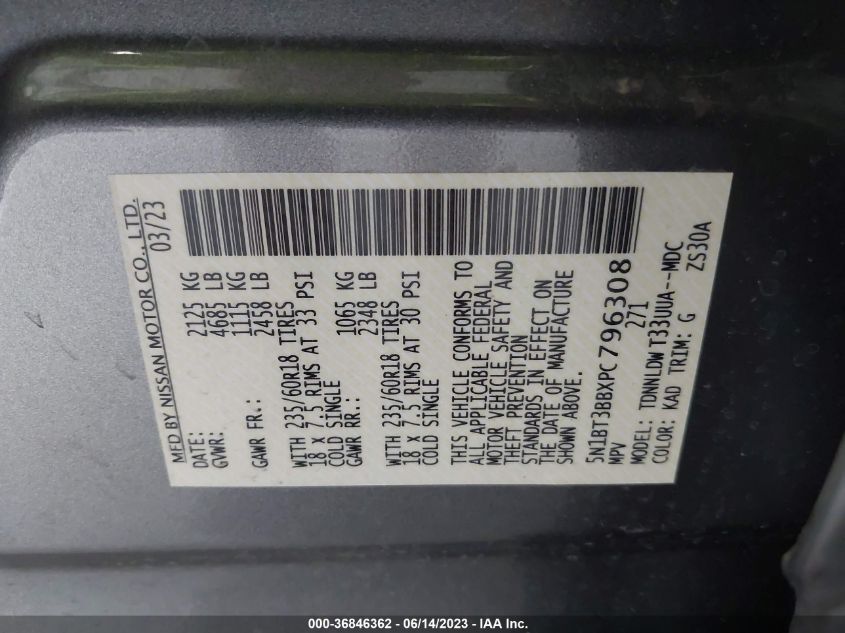 MFD BY NISSAN MOTOR CO., LTD.
DATE: 03/23
GVWR: 2125 KG
4685 LB
GAWR FR.: 1115 KG
2458 LB
WITH 235/60R18 TIRES
18 x 7.5 RIMS AT 33 PSI
COLD SINGLE
GAWR RR.: 1065 KG
2348 LB
WITH 235/60R18 TIRES
18 x 7.5 RIMS AT 30 PSI
COLD SINGLE
THIS VEHICLE CONFORMS TO
ALL APPLICABLE FEDERAL
MOTOR VEHICLE SAFETY AND
THEFT PREVENTION
STANDARDS IN EFFECT ON
THE DATE OF MANUFACTURE
SHOWN ABOVE.
5N1BT3BBXPC796308
MPV 271
MODEL: TDNNLDW T33UUA--MDC
COLOR: KAD TRIM: G ZS30A
000-36846362 - 06/14/2023 - IAA Inc.